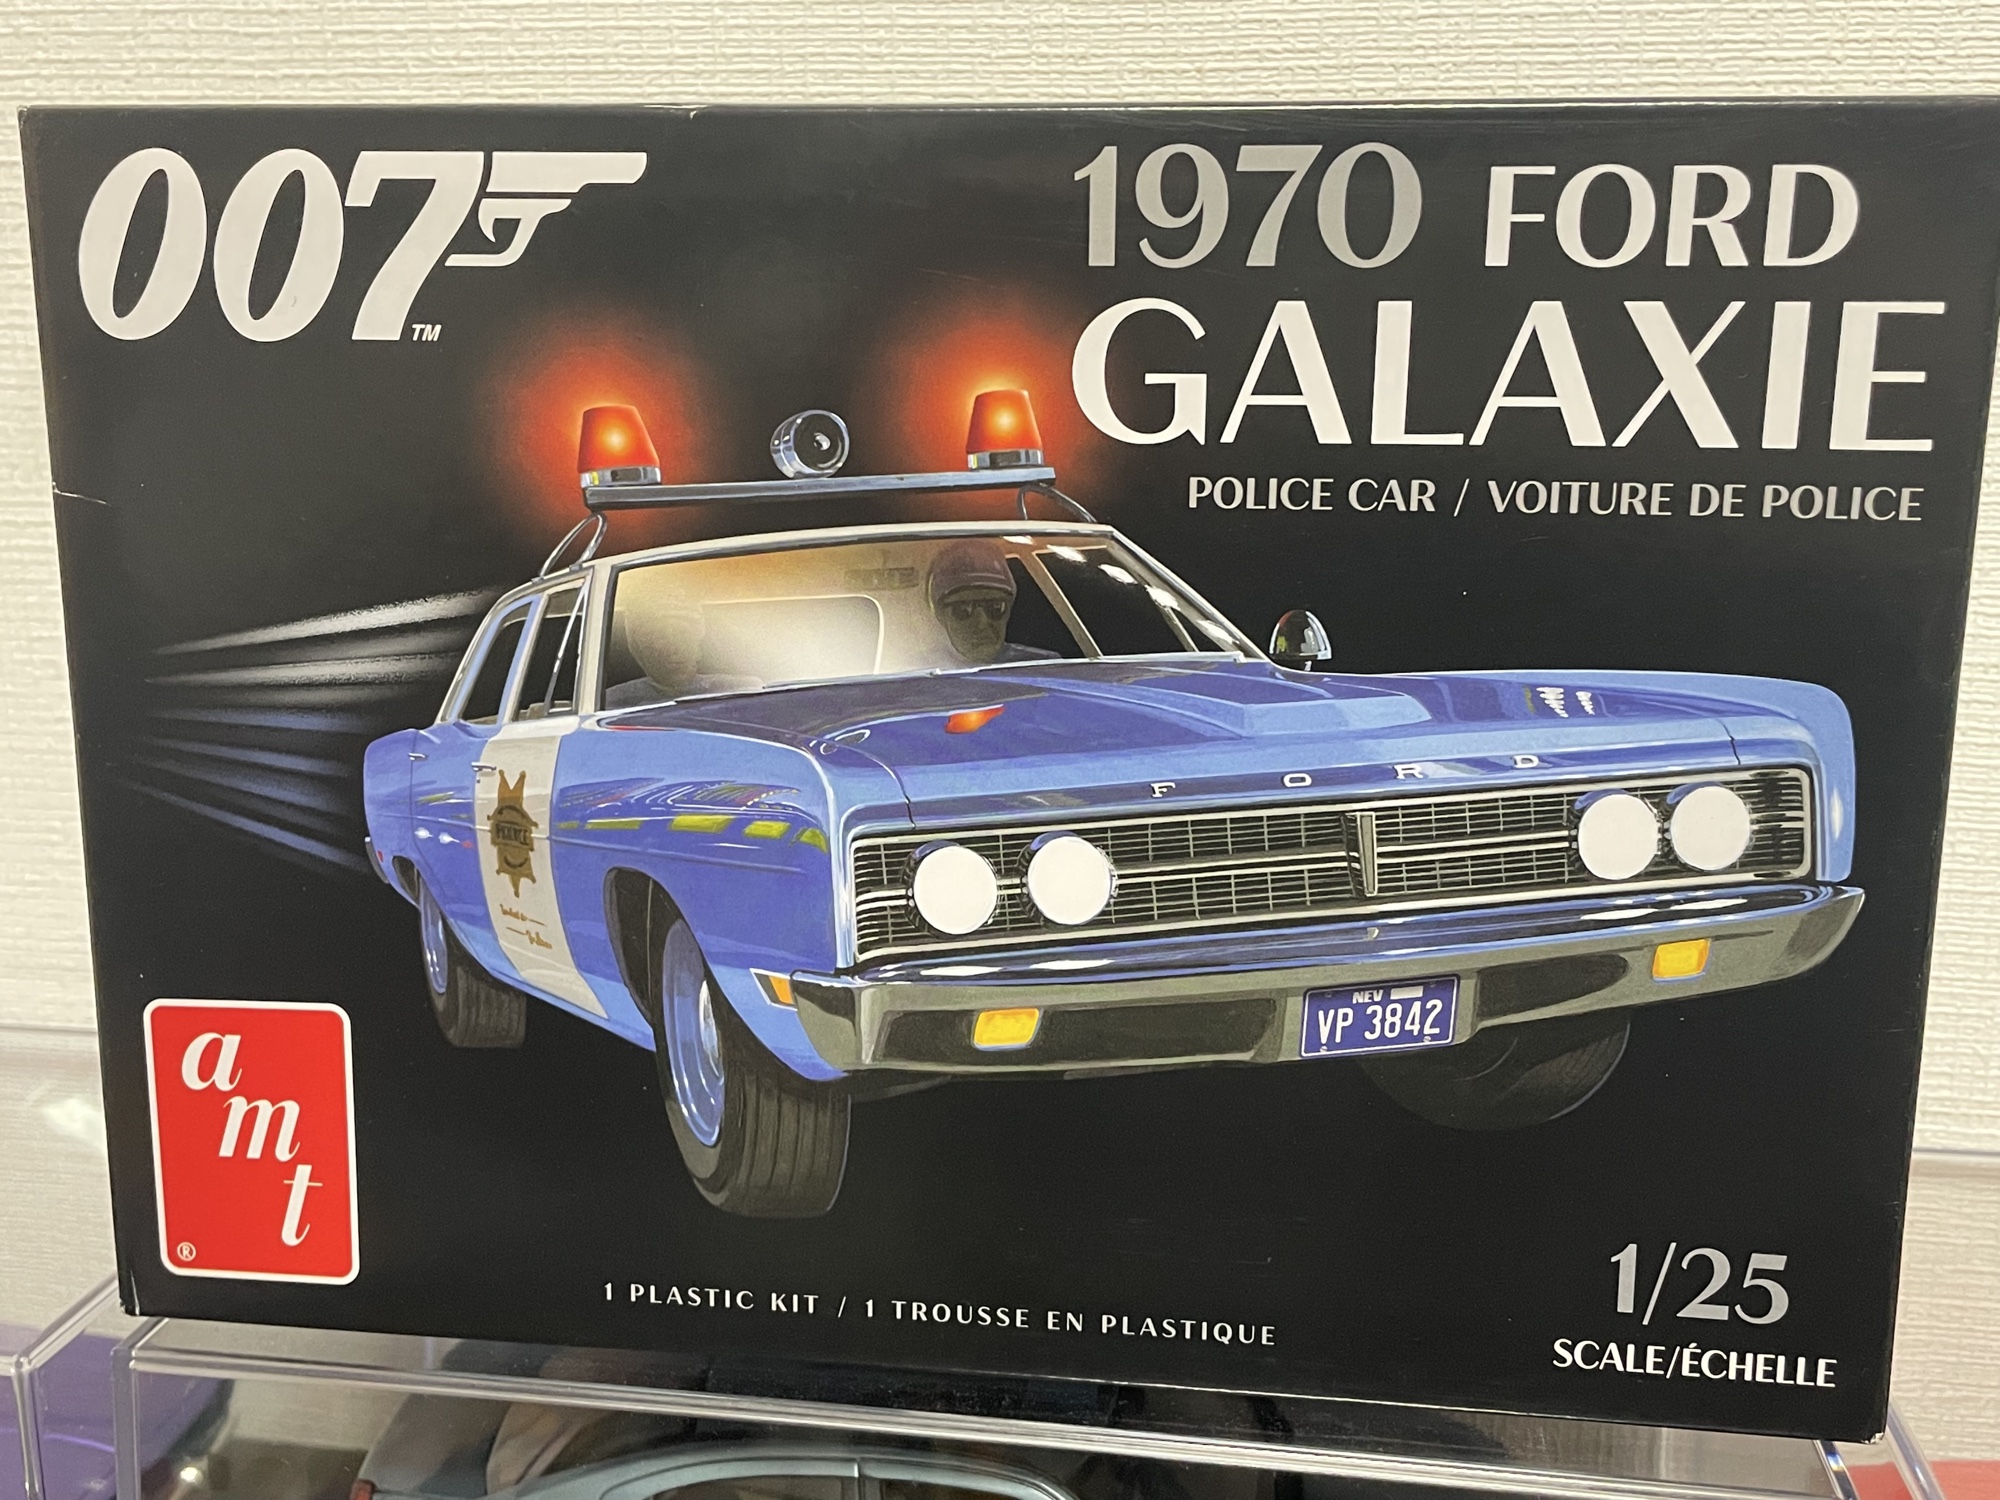 007
TM
1970 FORD
GALAXIE
POLICE CAR / VOITURE DE POLICE
POLICE
FORD
NEV
VP 3842
amt
®
1 PLASTIC KIT / 1 TROUSSE EN PLASTIQUE
1/25
SCALE/ÉCHELLE